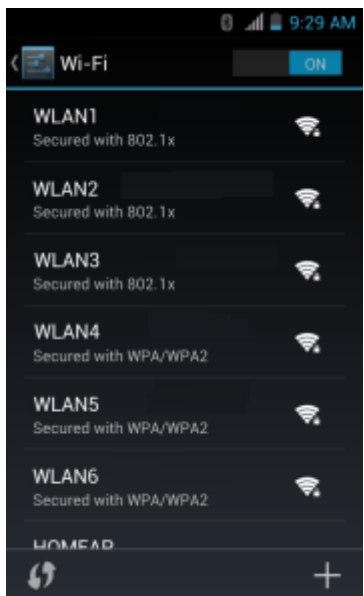 9:29 AM
Wi-Fi
ON
WLAN1
Secured with 802.1x
WLAN2
Secured with 802.1x
WLAN3
Secured with 802.1x
WLAN4
Secured with WPA/WPA2
WLAN5
Secured with WPA/WPA2
WLAN6
Secured with WPA/WPA2
HOMEAP